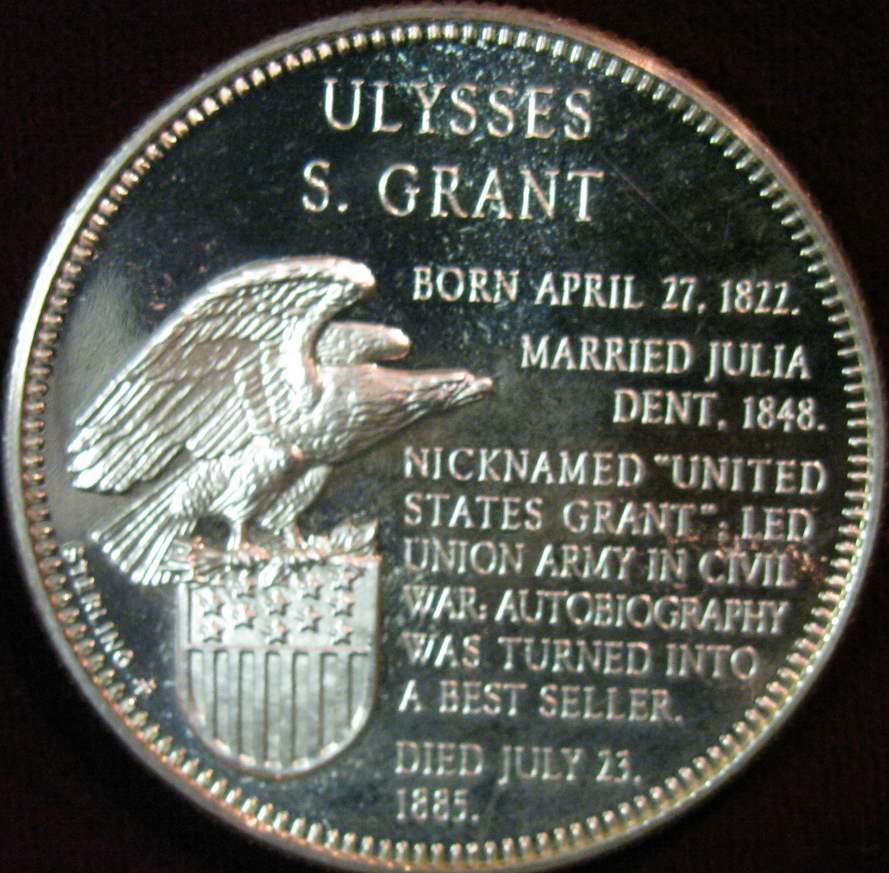 ULYSSES
S. GRANT
BORN APRIL 27, 1822.
MARRIED JULIA
DENT, 1848.
NICKNAMED "UNITED
STATES GRANT"; LED
UNION ARMY IN CIVIL
WAR; AUTOBIOGRAPHY
WAS TURNED INTO
A BEST SELLER.
DIED JULY 23,
1885.
STERLING